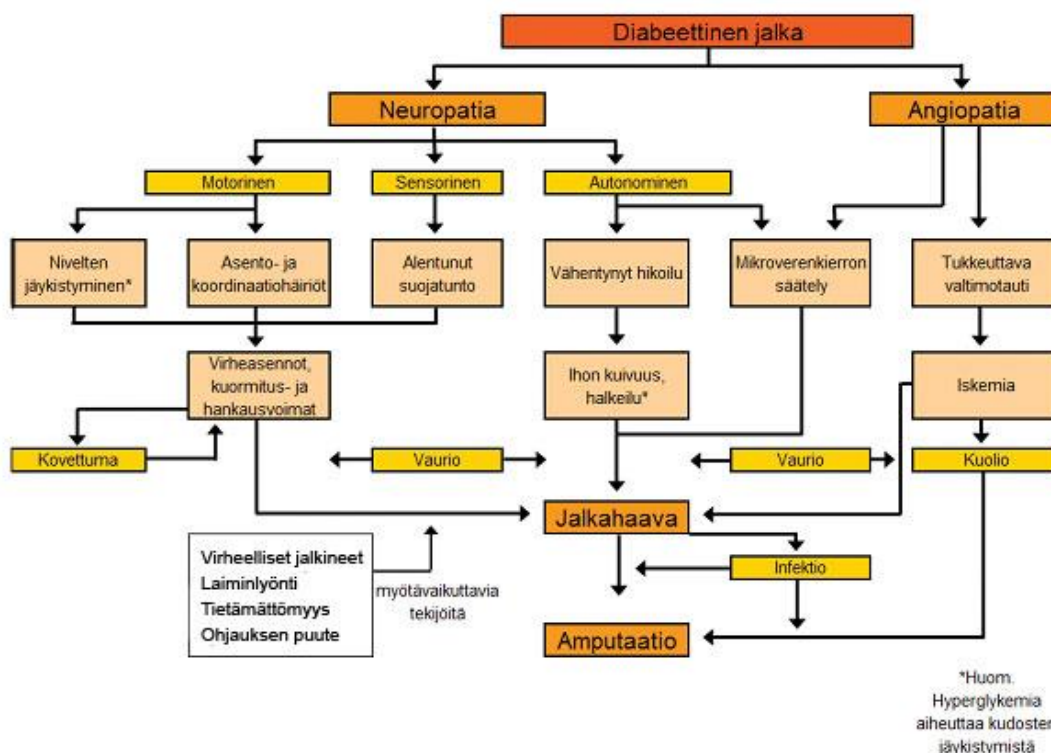 Diabeettinen jalka
Neuropatia
Angiopatia
Motorinen
Sensorinen
Autonominen
Nivelten
jäykistyminen*
Asento- ja
koordinaatiohäiriöt
Alentunut
suojatunto
Vähentynyt hikoilu
Mikroverenkierron
säätely
Tukkeuttava
valtimotauti
Virheasennot,
kuormitus- ja
hankausvoimat
Ihon kuivuus,
halkeilu*
Iskemia
Kovettuma
Vaurio
Vaurio
Kuolio
Jalkahaava
Virheelliset jalkineet
Laiminlyönti
Tietämättömyys
Ohjauksen puute
myötävaikuttavia
tekijöitä
Infektio
Amputaatio
*Huom.
Hyperglykemia
aiheuttaa kudosten
jäykistymistä